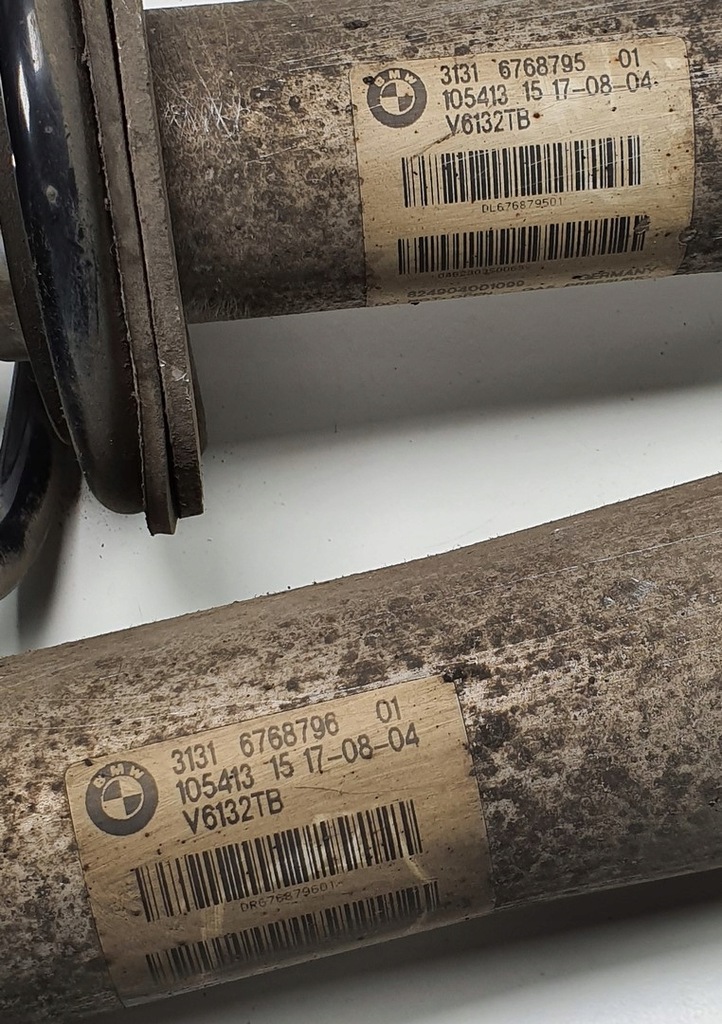 BMW
3131 6768795 01
105413 15 17-08-04
V6132TB
DL676879501
GERMANY
824904001099
BMW
3131 6768796 01
105413 15 17-08-04
V6132TB
DR676879601